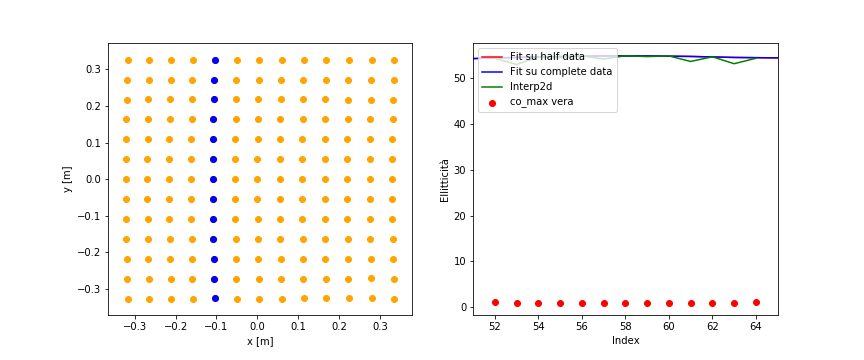 0.3
0.2
0.1
0.0
−0.1
−0.2
−0.3
y [m]
−0.3 −0.2 −0.1 0.0 0.1 0.2 0.3
x [m]
Fit su half data
Fit su complete data
Interp2d
co_max vera
50
40
30
20
10
0
Ellitticità
52 54 56 58 60 62 64
Index